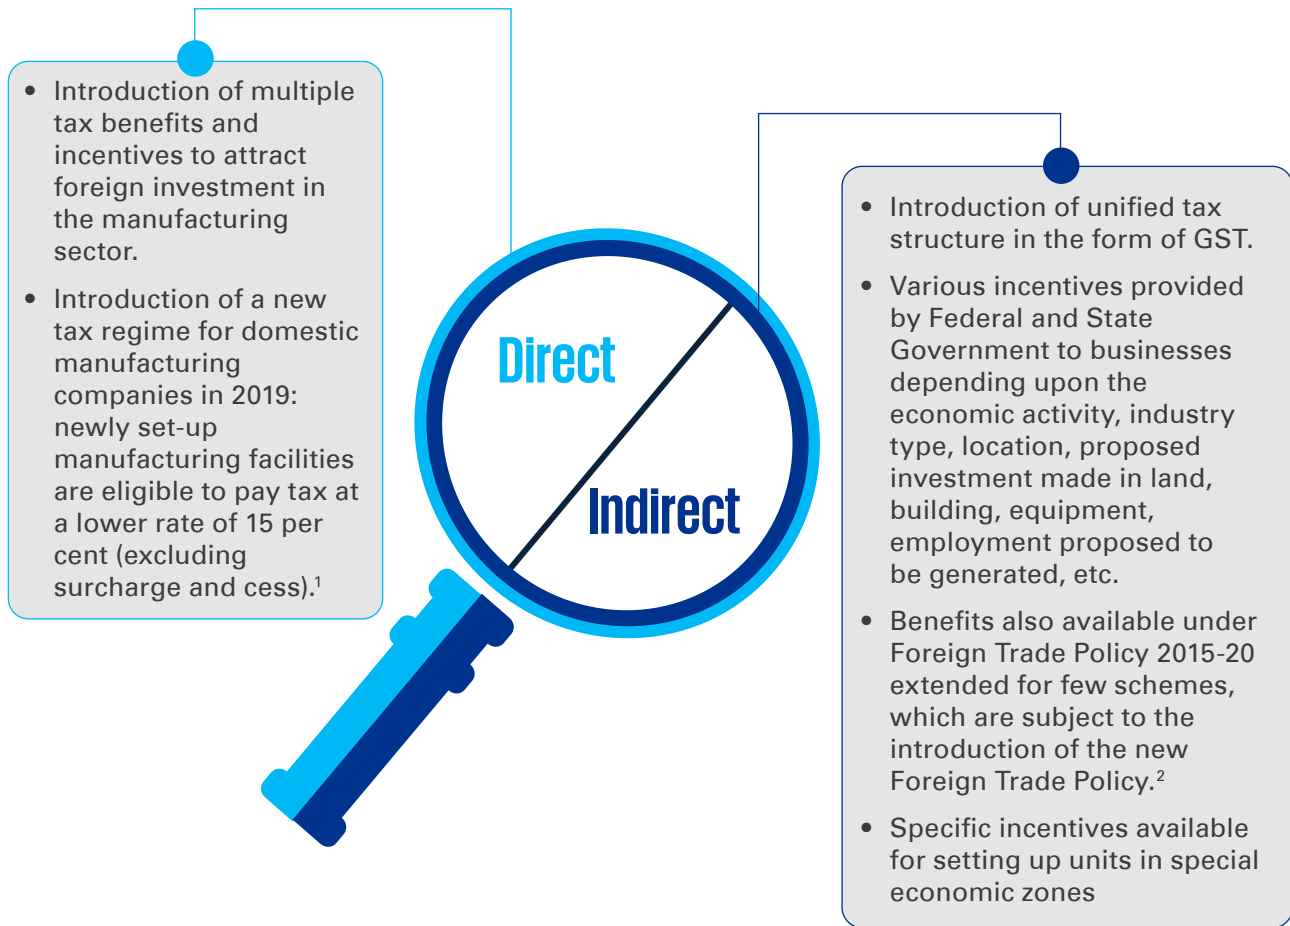 • Introduction of multiple
tax benefits and
incentives to attract
foreign investment in
the manufacturing
sector.
• Introduction of a new
tax regime for domestic
manufacturing
companies in 2019:
newly set-up
manufacturing facilities
are eligible to pay tax at
a lower rate of 15 per
cent (excluding
surcharge and cess).¹
Direct
Indirect
• Introduction of unified tax
structure in the form of GST.
• Various incentives provided
by Federal and State
Government to businesses
depending upon the
economic activity, industry
type, location, proposed
investment made in land,
building, equipment,
employment proposed to
be generated, etc.
• Benefits also available under
Foreign Trade Policy 2015-20
extended for few schemes,
which are subject to the
introduction of the new
Foreign Trade Policy.²
• Specific incentives available
for setting up units in special
economic zones